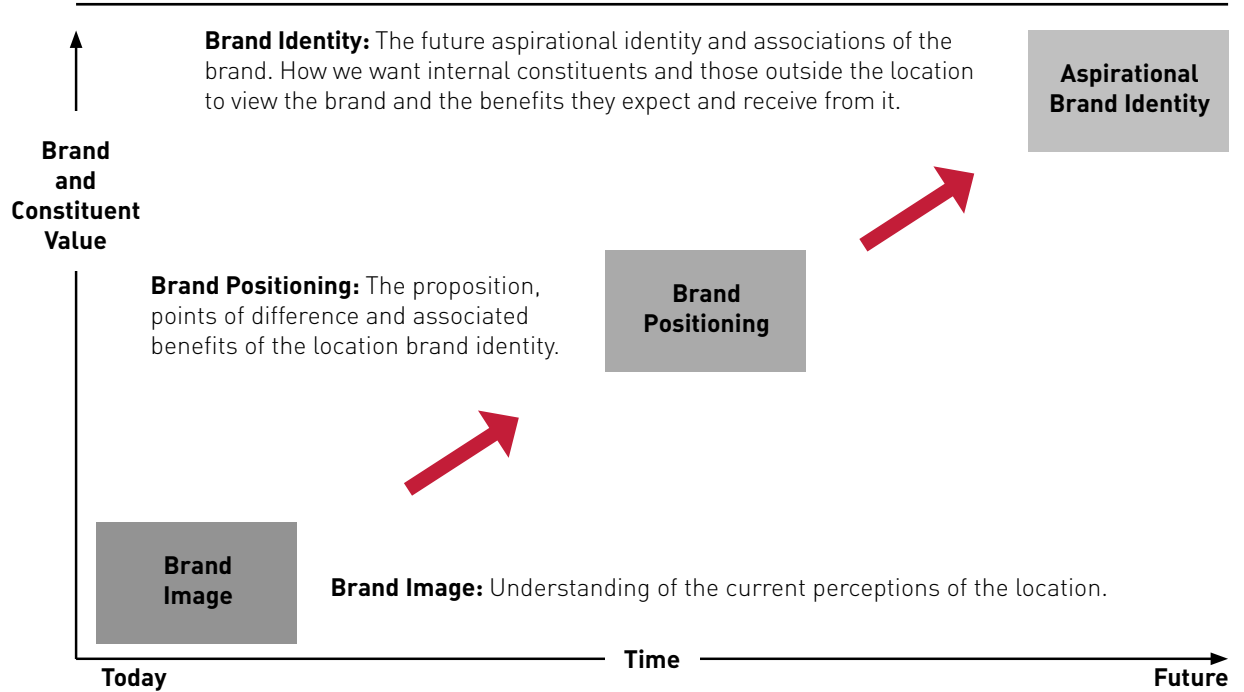 Brand Identity: The future aspirational identity and associations of the
brand. How we want internal constituents and those outside the location
to view the brand and the benefits they expect and receive from it.
Aspirational
Brand Identity
Brand
and
Constituent
Value
Brand Positioning: The proposition,
points of difference and associated
benefits of the location brand identity.
Brand
Positioning
Brand
Image
Brand Image: Understanding of the current perceptions of the location.
Time
Today
Future